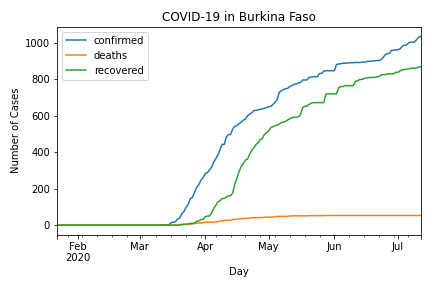 COVID-19 in Burkina Faso
confirmed
deaths
recovered
Number of Cases
1000
800
600
400
200
0
Feb
2020
Mar
Apr
May
Jun
Jul
Day